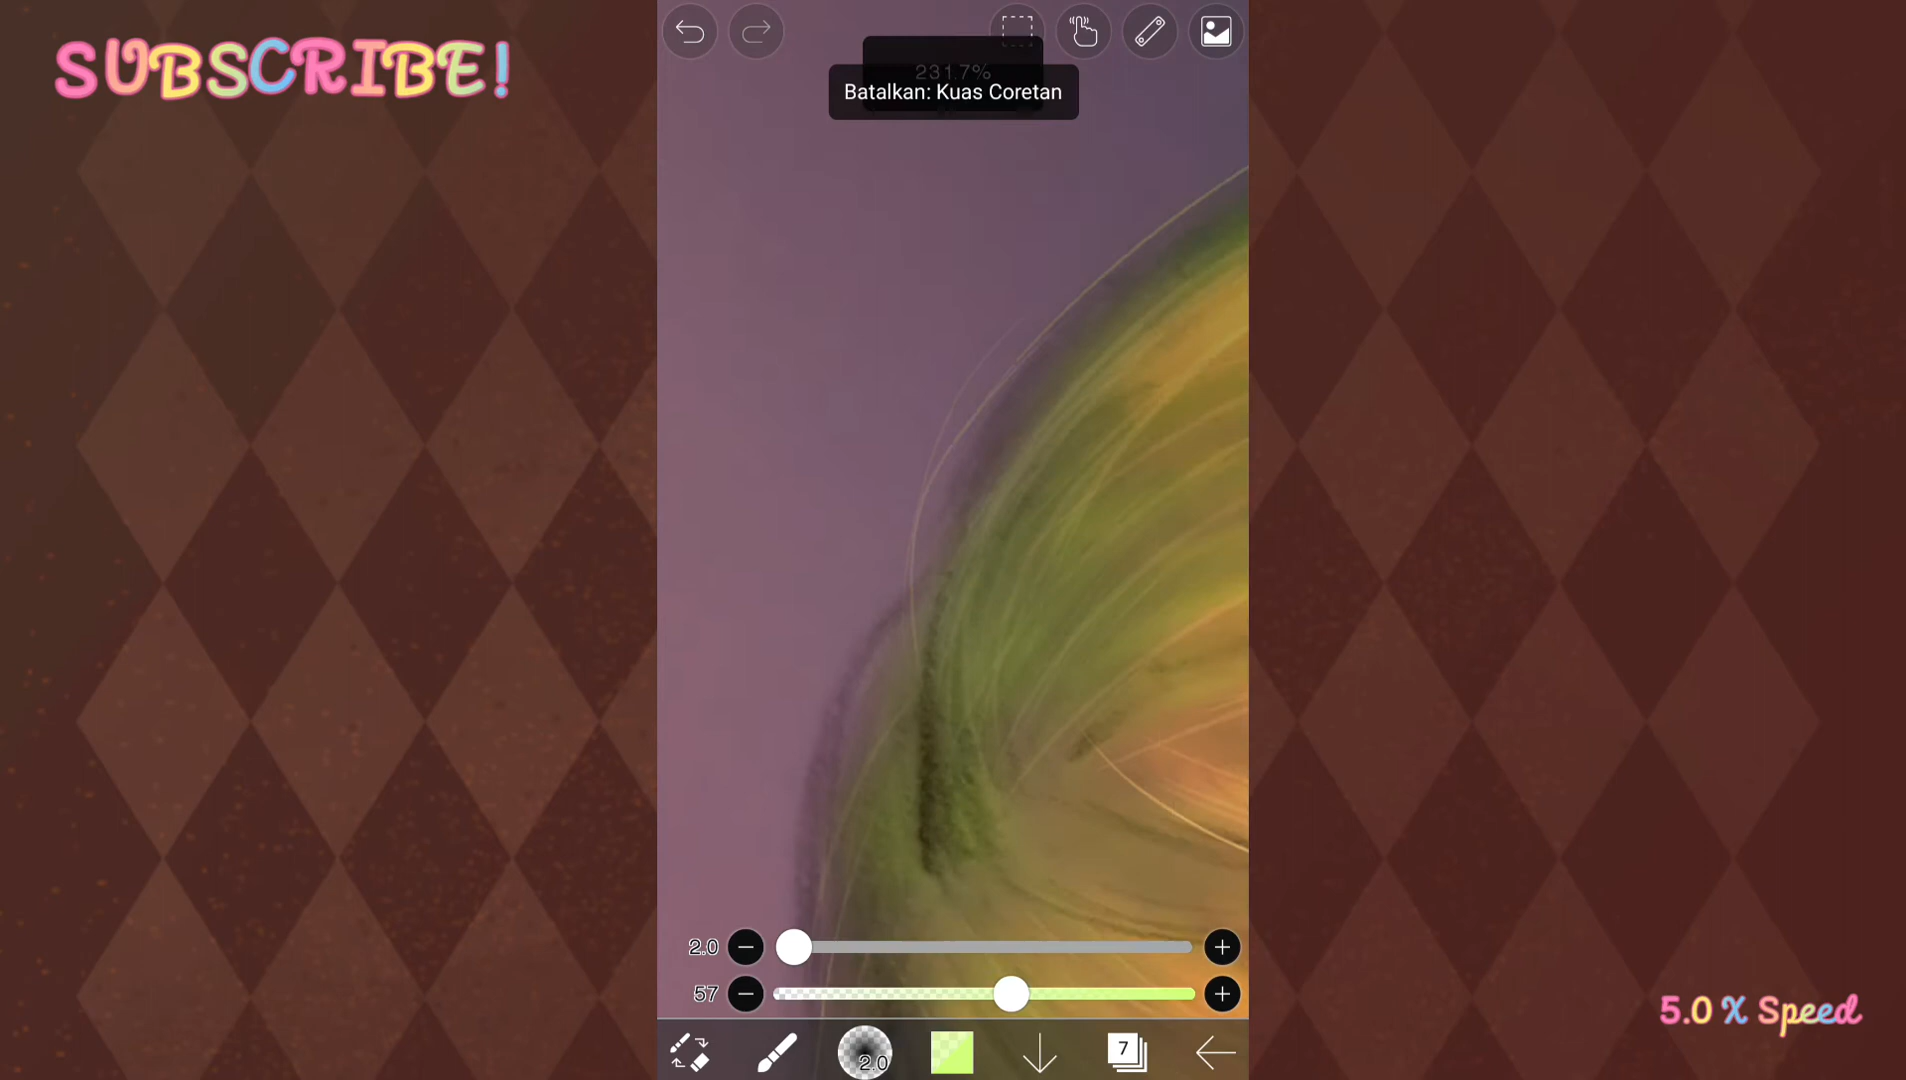 SUBSCRIBE!
231.7%
Batalkan: Kuas Coretan
2.0
57
2.0
7
5.0 X Speed